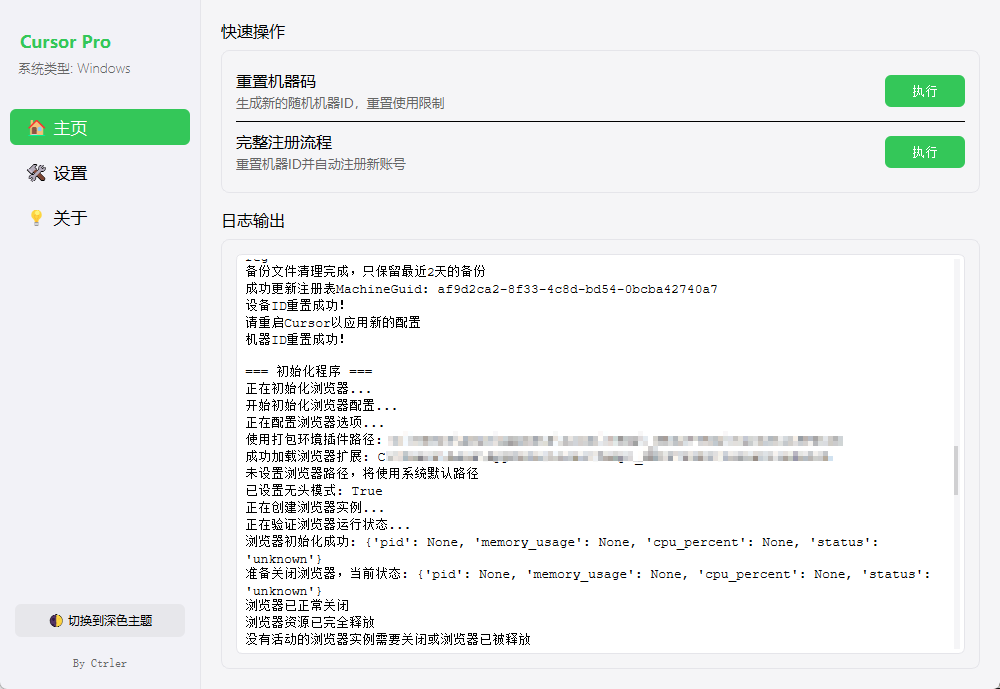 Cursor Pro
系统类型: Windows
主页
设置
关于
切换到深色主题
By Ctrler
快速操作
重置机器码
生成新的随机机器ID，重置使用限制
执行
完整注册流程
重置机器ID并自动注册新账号
执行
日志输出
备份文件清理完成，只保留最近2天的备份
成功更新注册表MachineGuid: af9d2ca2-8f33-4c8d-bd54-0bcba42740a7
设备ID重置成功!
请重启Cursor以应用新的配置
机器ID重置成功!
=== 初始化程序 ===
正在初始化浏览器...
开始初始化浏览器配置...
正在配置浏览器选项...
使用打包环境插件路径:
成功加载浏览器扩展: C
未设置浏览器路径，将使用系统默认路径
已设置无头模式: True
正在创建浏览器实例...
正在验证浏览器运行状态...
浏览器初始化成功: {'pid': None, 'memory_usage': None, 'cpu_percent': None, 'status':
'unknown'}
准备关闭浏览器，当前状态: {'pid': None, 'memory_usage': None, 'cpu_percent': None, 'status':
'unknown'}
浏览器已正常关闭
浏览器资源已完全释放
没有活动的浏览器实例需要关闭或浏览器已被释放